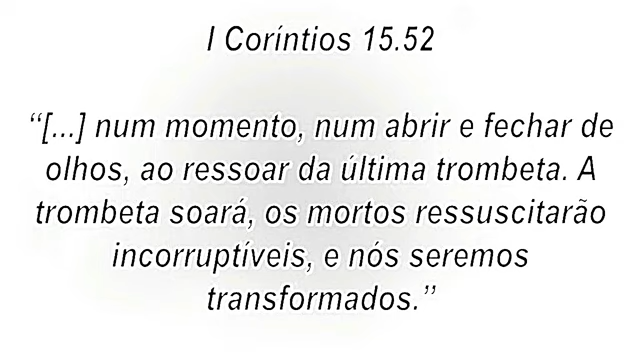 I Coríntios 15.52
“[...] num momento, num abrir e fechar de
olhos, ao ressoar da última trombeta. A
trombeta soará, os mortos ressuscitarão
incorruptíveis, e nós seremos
transformados.”